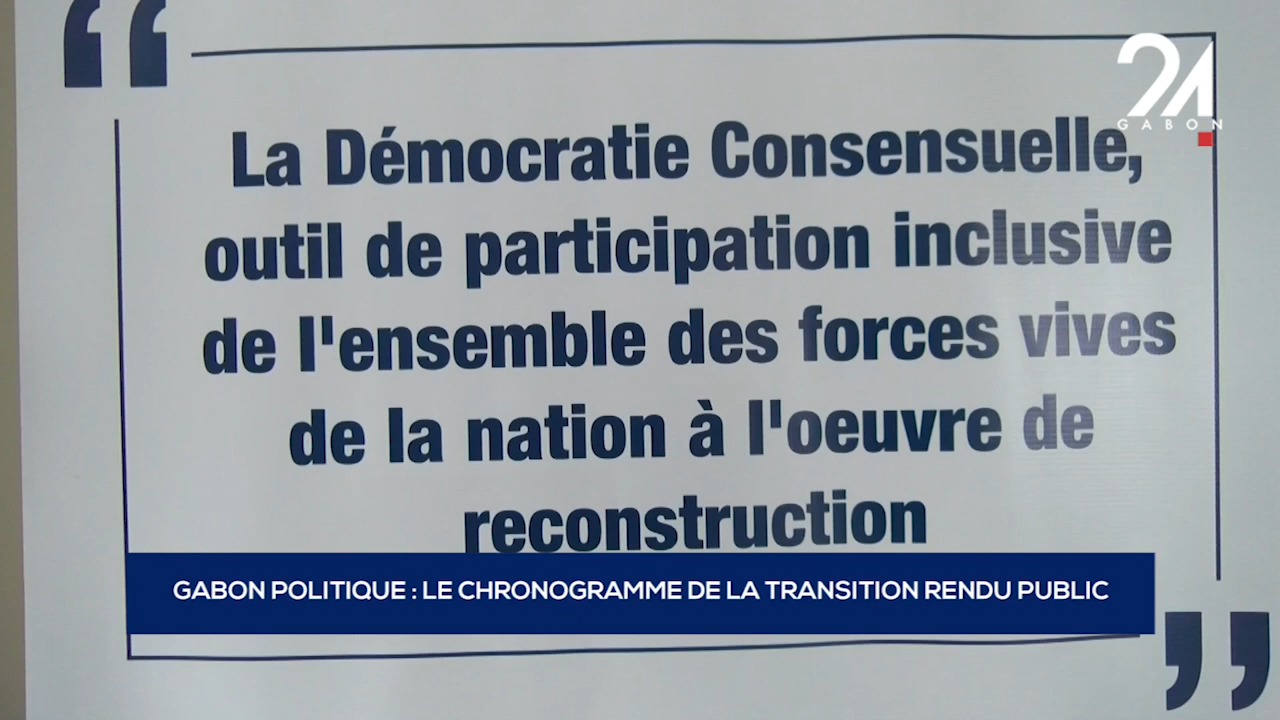 24
GABON
La Démocratie Consensuelle,
outil de participation inclusive
de l'ensemble des forces vives
de la nation à l'oeuvre de
reconstruction
GABON POLITIQUE : LE CHRONOGRAMME DE LA TRANSITION RENDU PUBLIC